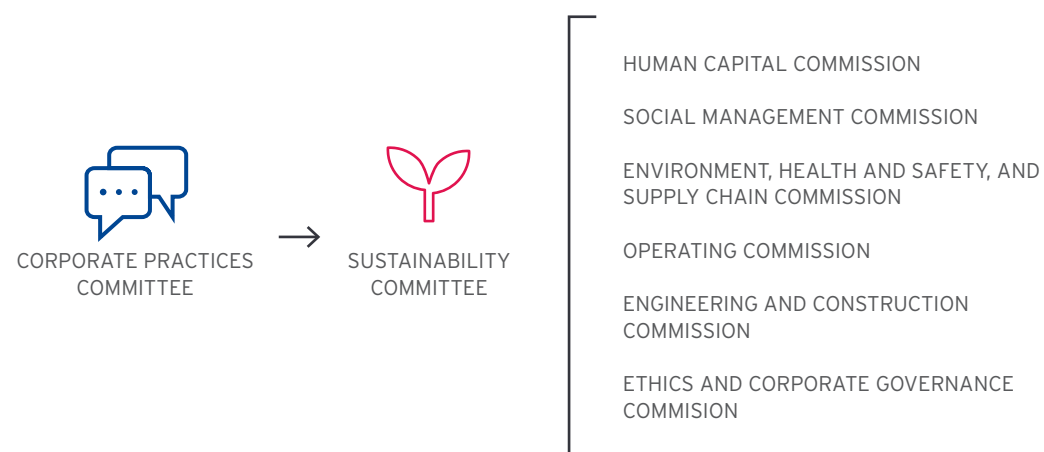 CORPORATE PRACTICES
COMMITTEE
SUSTAINABILITY
COMMITTEE
HUMAN CAPITAL COMMISSION
SOCIAL MANAGEMENT COMMISSION
ENVIRONMENT, HEALTH AND SAFETY, AND
SUPPLY CHAIN COMMISSION
OPERATING COMMISSION
ENGINEERING AND CONSTRUCTION
COMMISSION
ETHICS AND CORPORATE GOVERNANCE
COMMISION